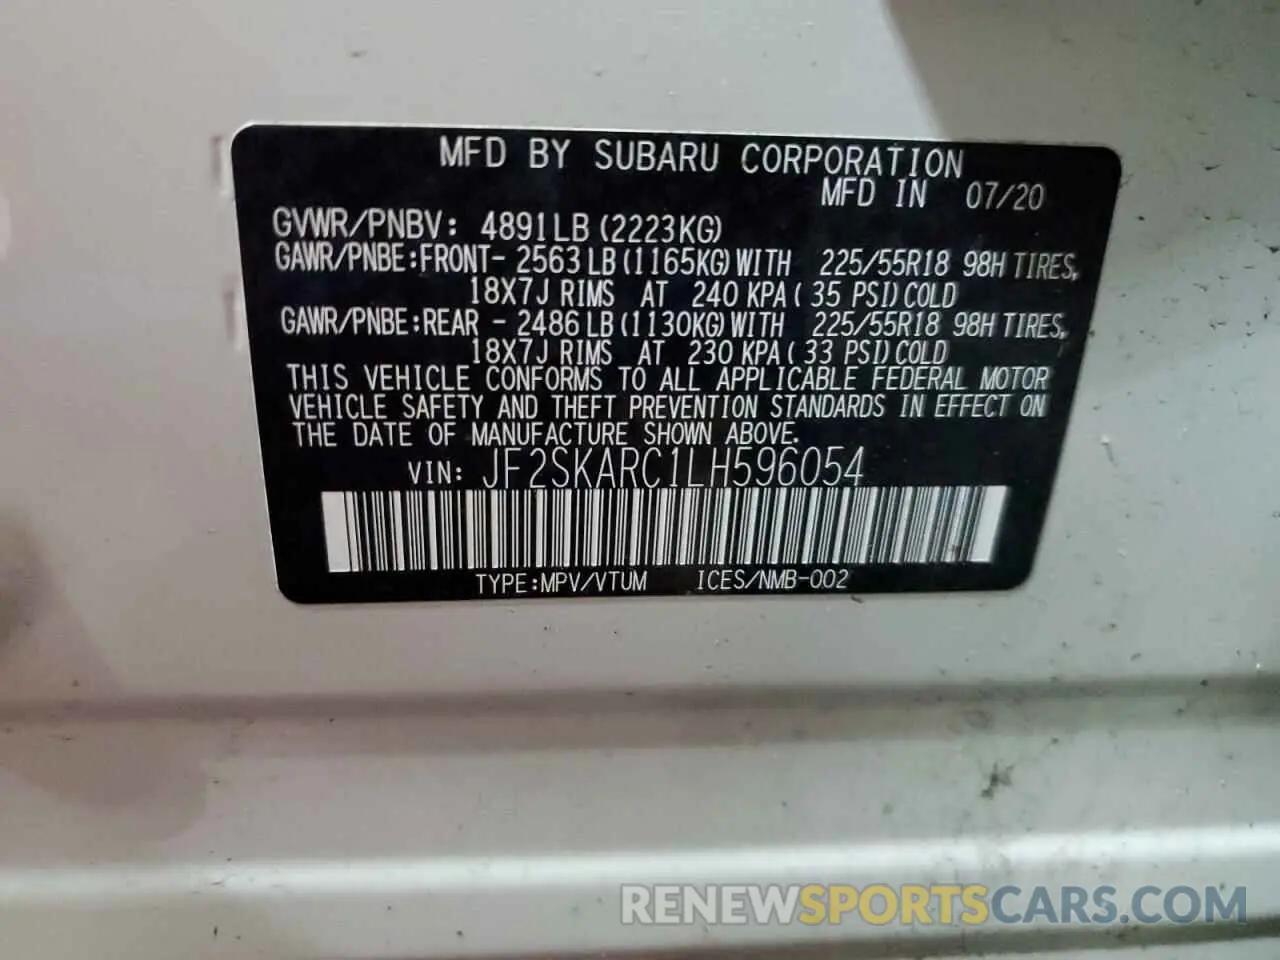 MFD BY SUBARU CORPORATION
MFD IN 07/20
GVWR/PNBV: 4891LB (2223KG)
GAWR/PNBE:FRONT- 2563 LB (1165KG) WITH 225/55R18 98H TIRES,
18X7J RIMS AT 240 KPA ( 35 PSI) COLD
GAWR/PNBE:REAR - 2486 LB (1130KG) WITH 225/55R18 98H TIRES,
18X7J RIMS AT 230 KPA ( 33 PSI) COLD
THIS VEHICLE CONFORMS TO ALL APPLICABLE FEDERAL MOTOR
VEHICLE SAFETY AND THEFT PREVENTION STANDARDS IN EFFECT ON
THE DATE OF MANUFACTURE SHOWN ABOVE.
VIN: JF2SKARC1LH596054
TYPE:MPV/VTUM ICES/NMB-002
RENEWSPORTSCARS.COM